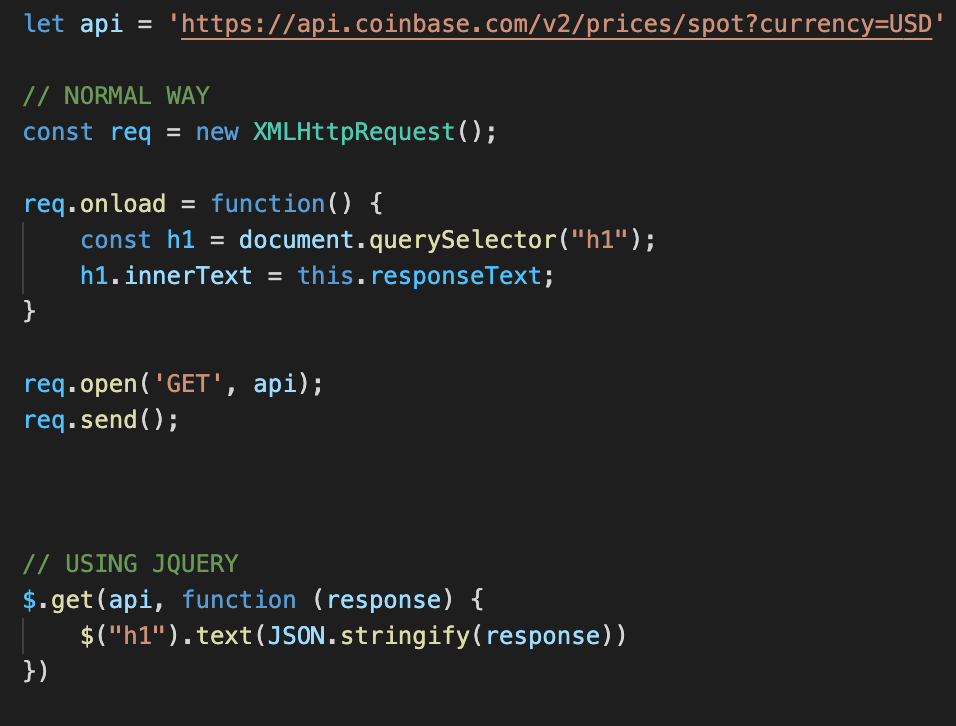 let api = 'https://api.coinbase.com/v2/prices/spot?currency=USD'
// NORMAL WAY
const req = new XMLHttpRequest();
req.onload = function() {
    const h1 = document.querySelector("h1");
    h1.innerText = this.responseText;
}
req.open('GET', api);
req.send();
// USING JQUERY
$.get(api, function (response) {
    $("h1").text(JSON.stringify(response))
})